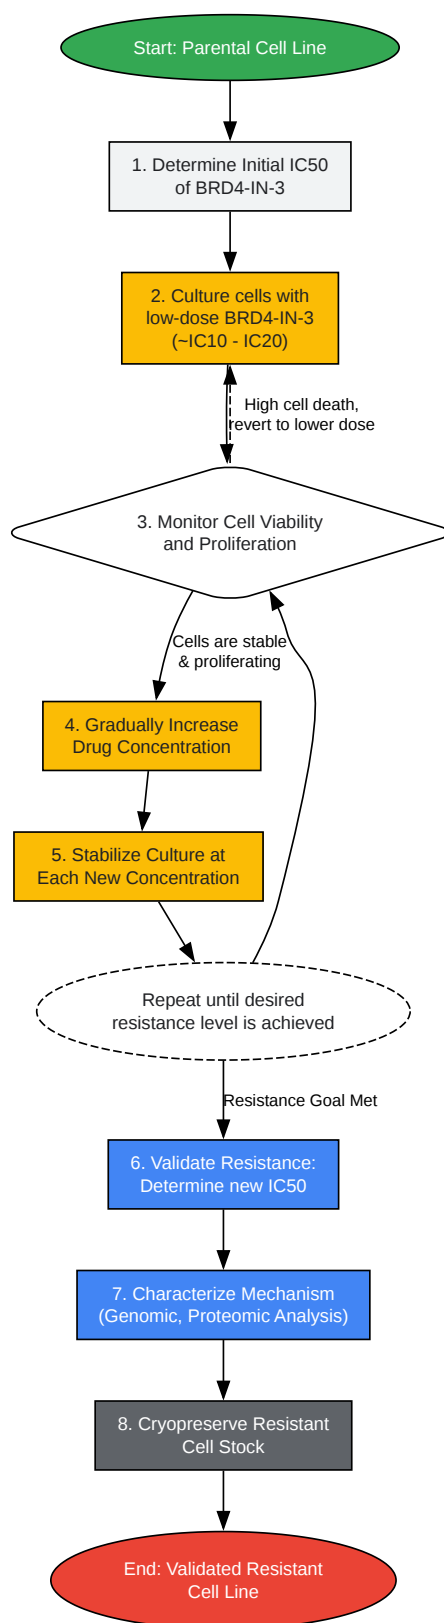 Start: Parental Cell Line
1. Determine Initial IC50
of BRD4-IN-3
2. Culture cells with
low-dose BRD4-IN-3
(~IC10 - IC20)
High cell death,
revert to lower dose
3. Monitor Cell Viability
and Proliferation
Cells are stable
& proliferating
4. Gradually Increase
Drug Concentration
5. Stabilize Culture at
Each New Concentration
Repeat until desired
resistance level is achieved
Resistance Goal Met
6. Validate Resistance:
Determine new IC50
7. Characterize Mechanism
(Genomic, Proteomic Analysis)
8. Cryopreserve Resistant
Cell Stock
End: Validated Resistant
Cell Line